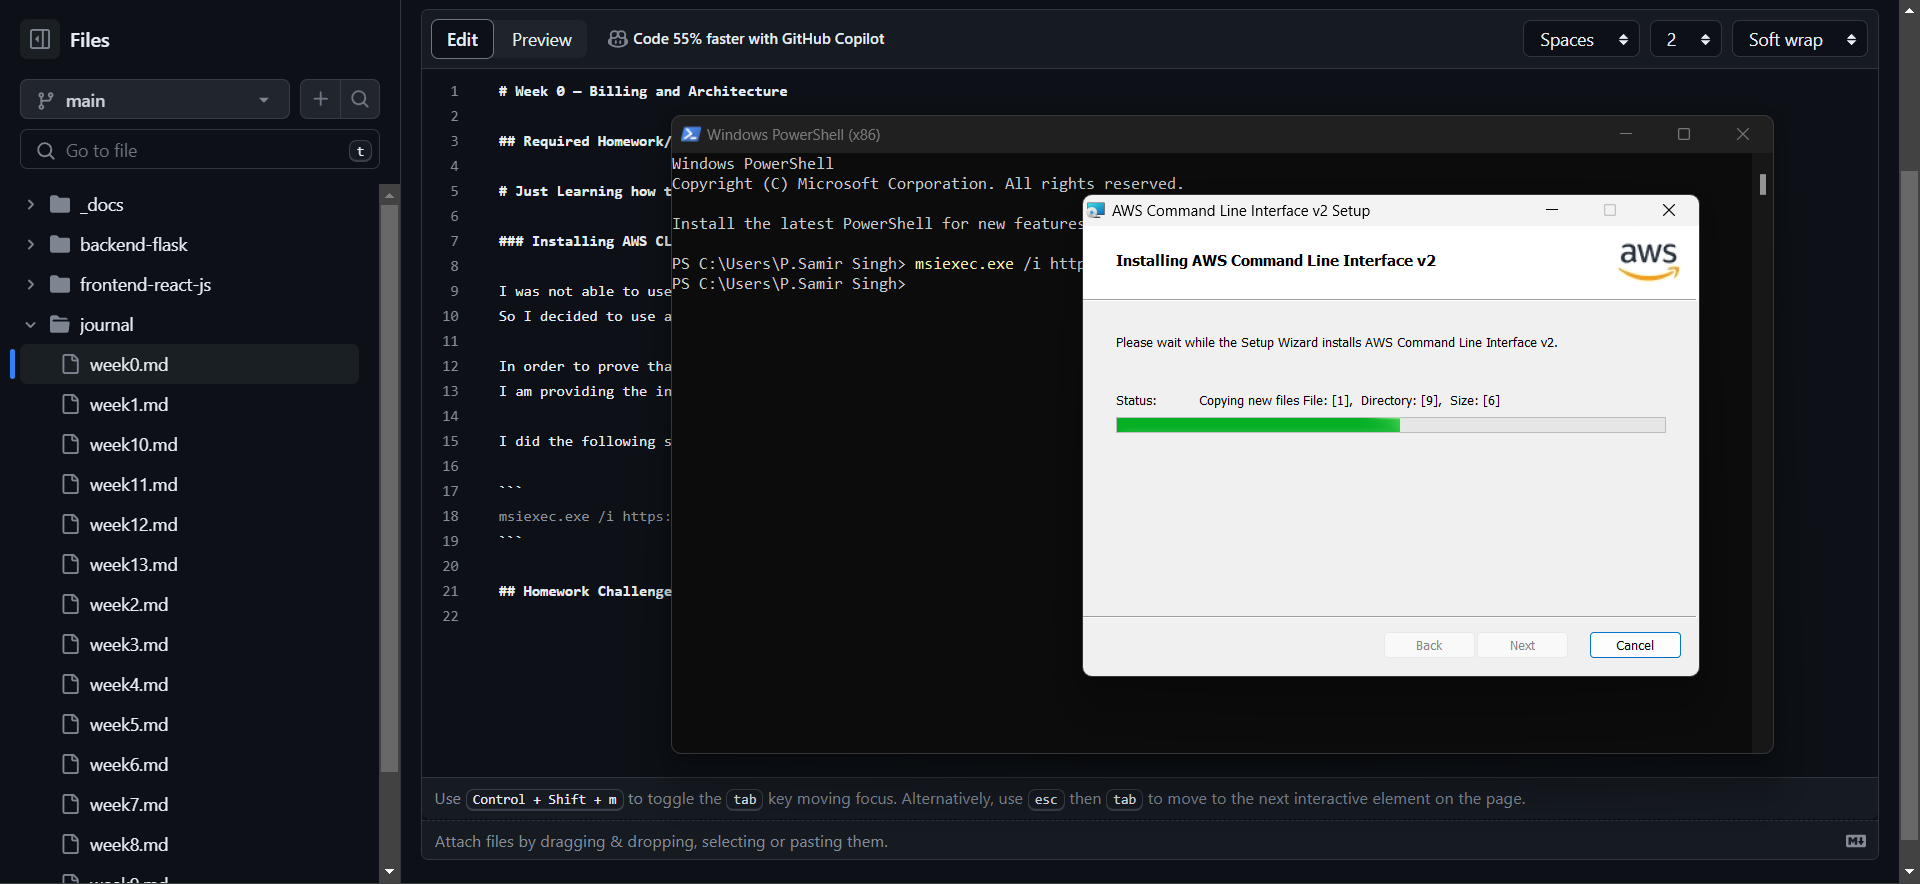 Files
main
Go to file
t
_docs
backend-flask
frontend-react-js
journal
week0.md
week1.md
week10.md
week11.md
week12.md
week13.md
week2.md
week3.md
week4.md
week5.md
week6.md
week7.md
week8.md
Edit
Preview
Code 55% faster with GitHub Copilot
Spaces
2
Soft wrap
1 # Week 0 — Billing and Architecture
2
3 ## Required Homework/
4
5 # Just Learning how t
6
7 ### Installing AWS CL
8
9 I was not able to use
10 So I decided to use a
11
12 In order to prove tha
13 I am providing the in
14
15 I did the following s
16
17 ```
18 msiexec.exe /i https:
19 ```
20
21 ## Homework Challenge
22
Windows PowerShell (x86)
Windows PowerShell
Copyright (C) Microsoft Corporation. All rights reserved.
Install the latest PowerShell for new features
PS C:\Users\P.Samir Singh> msiexec.exe /i http
PS C:\Users\P.Samir Singh>
AWS Command Line Interface v2 Setup
Installing AWS Command Line Interface v2
aws
Please wait while the Setup Wizard installs AWS Command Line Interface v2.
Status: Copying new files File: [1], Directory: [9], Size: [6]
Back
Next
Cancel
Use Control + Shift + m to toggle the tab key moving focus. Alternatively, use esc then tab to move to the next interactive element on the page.
Attach files by dragging & dropping, selecting or pasting them.